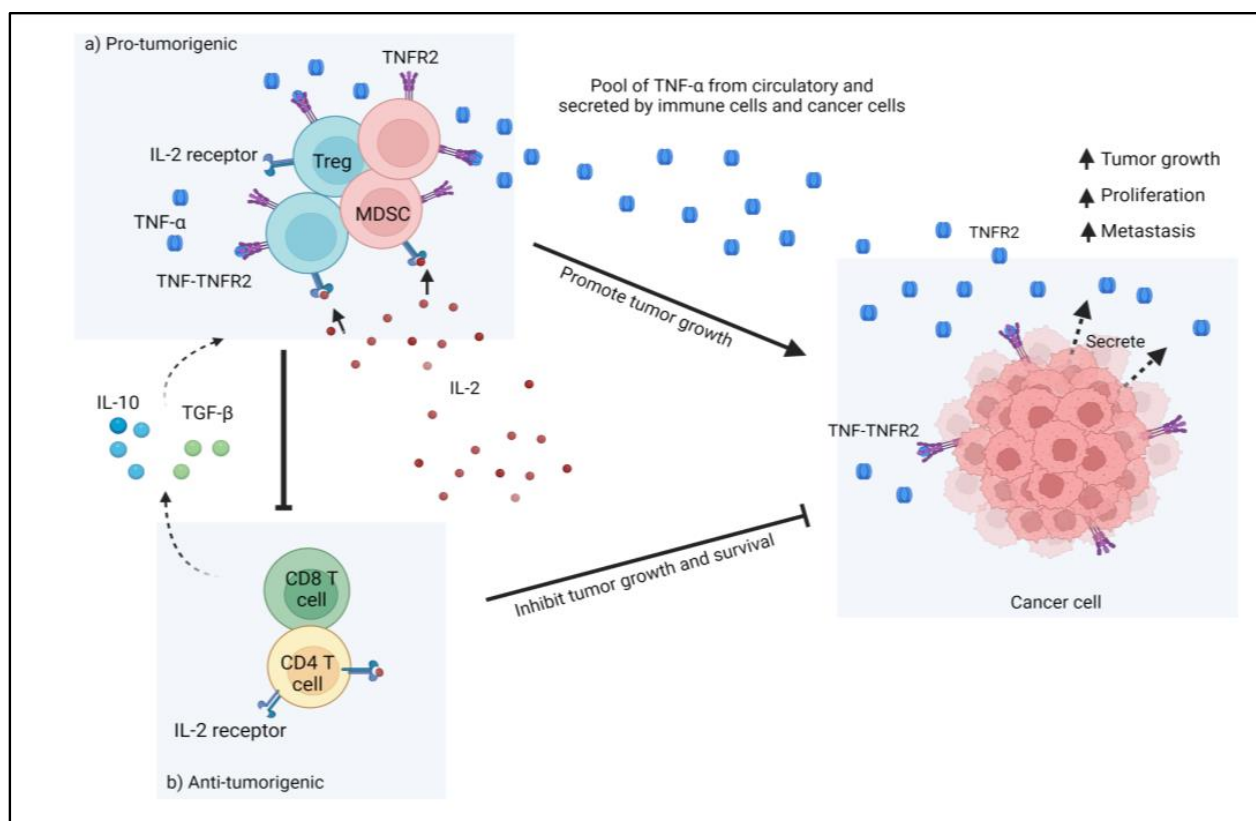 a) Pro-tumorigenic
TNFR2
Pool of TNF-α from circulatory and
secreted by immune cells and cancer cells
IL-2 receptor
Treg
Tumor growth
Proliferation
Metastasis
MDSC
TNF-α
TNFR2
TNF-TNFR2
Promote tumor growth
Secrete
IL-2
IL-10
TGF-β
TNF-TNFR2
Inhibit tumor growth and survival
CD8 T
cell
CD4 T
cell
Cancer cell
IL-2 receptor
b) Anti-tumorigenic